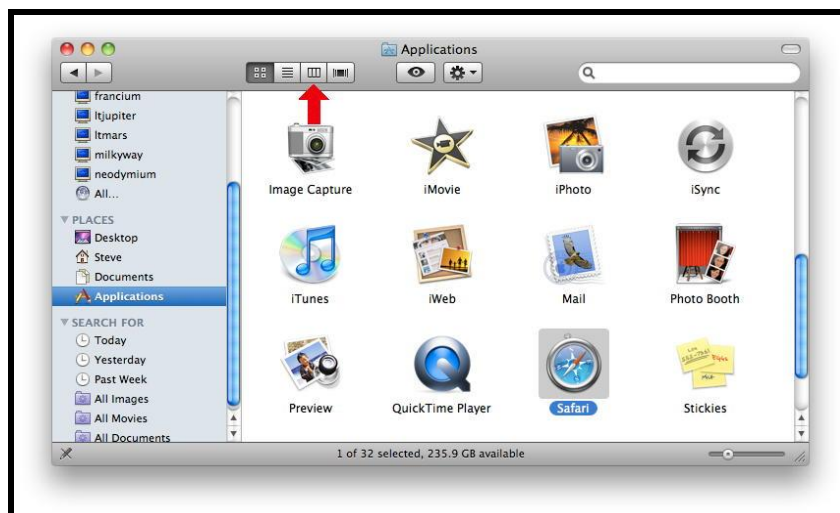 Applications
francium
ltjupiter
ltmars
milkyway
neodymium
All...
PLACES
Desktop
Steve
Documents
Applications
SEARCH FOR
Today
Yesterday
Past Week
All Images
All Movies
All Documents
Image Capture
iMovie
iPhoto
iSync
iTunes
iWeb
Mail
Photo Booth
Preview
QuickTime Player
Safari
Stickies
1 of 32 selected, 235.9 GB available